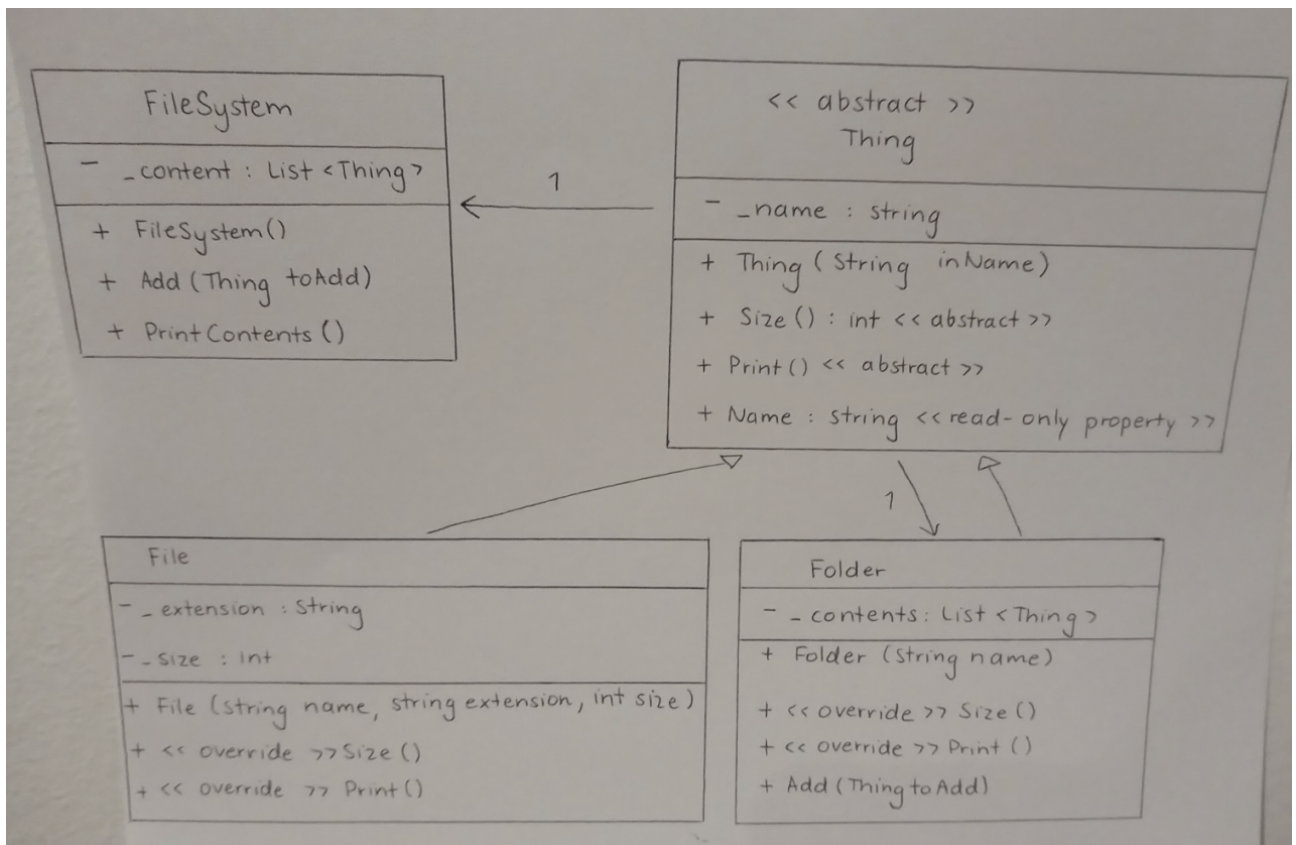 FileSystem
- _content : List <Thing>
+ FileSystem()
+ Add (Thing toAdd)
+ PrintContents ()
1
<< abstract >>
Thing
- _name : string
+ Thing (String inName)
+ Size () : int << abstract >>
+ Print () << abstract >>
+ Name : string << read-only property >>
1
File
- _extension : String
- _size : int
+ File (string name, string extension, int size)
+ << override >> Size ()
+ << override >> Print ()
Folder
- _contents: List <Thing>
+ Folder (String name)
+ << override >> Size ()
+ << override >> Print ()
+ Add (Thing toAdd)